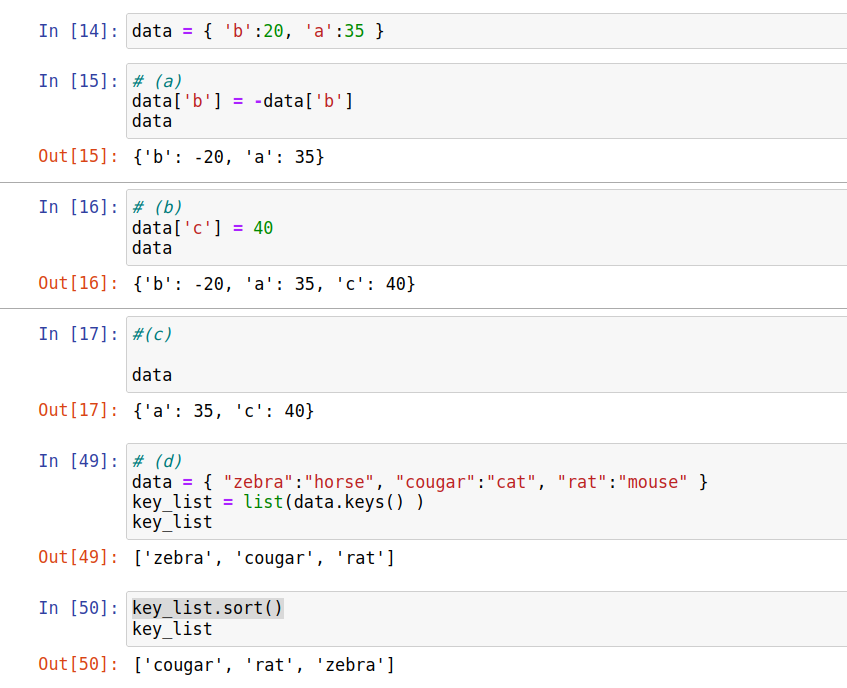 In [14]: data = { 'b':20, 'a':35 }
In [15]: # (a)
data['b'] = -data['b']
data
Out[15]: {'b': -20, 'a': 35}
In [16]: # (b)
data['c'] = 40
data
Out[16]: {'b': -20, 'a': 35, 'c': 40}
In [17]: #(c)
data
Out[17]: {'a': 35, 'c': 40}
In [49]: # (d)
data = { "zebra":"horse", "cougar":"cat", "rat":"mouse" }
key_list = list(data.keys() )
key_list
Out[49]: ['zebra', 'cougar', 'rat']
In [50]: key_list.sort()
key_list
Out[50]: ['cougar', 'rat', 'zebra']